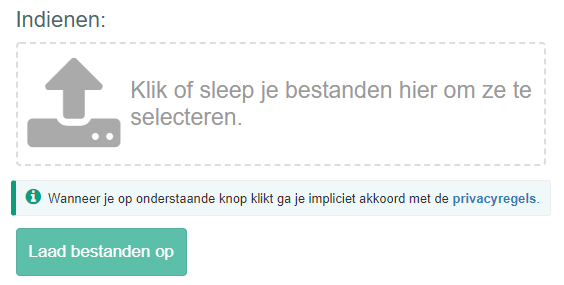 Indienen:
Klik of sleep je bestanden hier om ze te
selecteren.
Wanneer je op onderstaande knop klikt ga je impliciet akkoord met de privacyregels.
Laad bestanden op